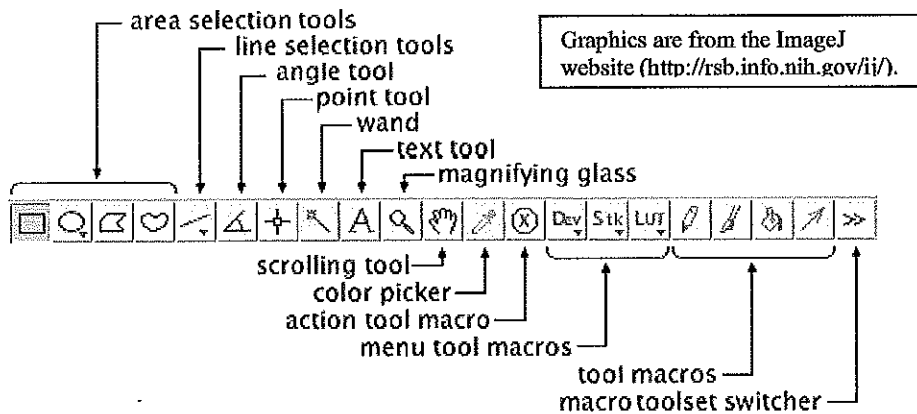 area selection tools
line selection tools
angle tool
point tool
wand
text tool
magnifying glass
Graphics are from the ImageJ
website (http://rsb.info.nih.gov/ij/).
A Dev Stk LUT >>
scrolling tool
color picker
action tool macro
menu tool macros
tool macros
macro toolset switcher